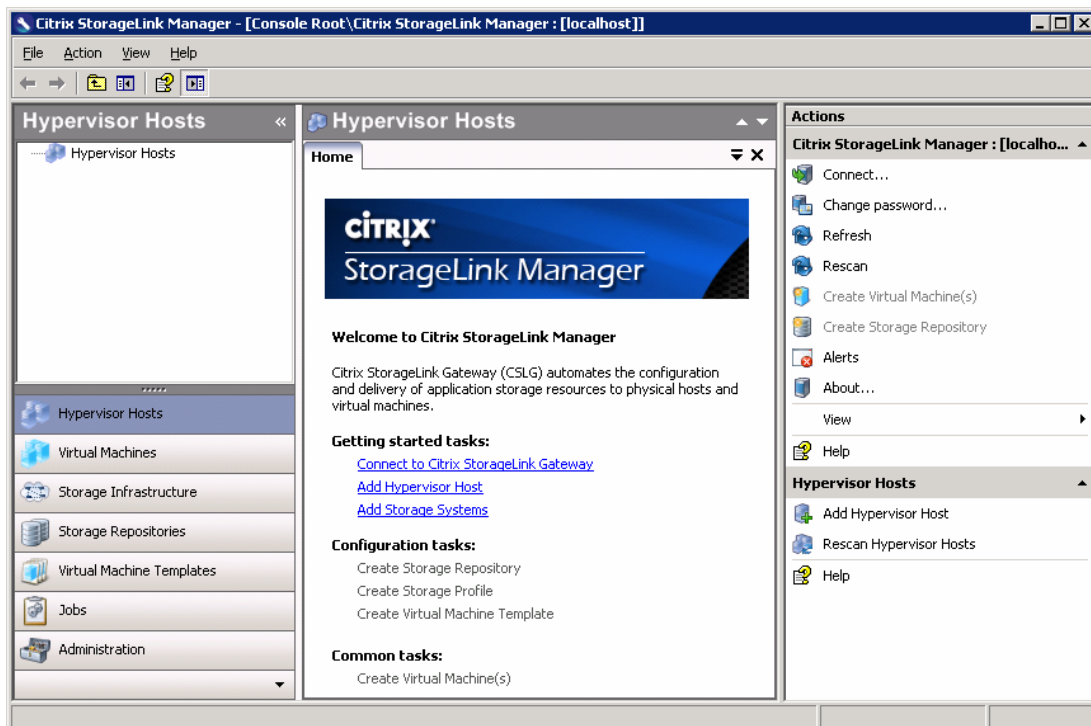 Citrix StorageLink Manager - [Console Root\Citrix StorageLink Manager : [localhost]]
File Action View Help
Hypervisor Hosts «
Hypervisor Hosts
Hypervisor Hosts
Virtual Machines
Storage Infrastructure
Storage Repositories
Virtual Machine Templates
Jobs
Administration
Hypervisor Hosts
Home
CİTRIX
StorageLink Manager
Welcome to Citrix StorageLink Manager
Citrix StorageLink Gateway (CSLG) automates the configuration
and delivery of application storage resources to physical hosts and
virtual machines.
Getting started tasks:
Connect to Citrix StorageLink Gateway
Add Hypervisor Host
Add Storage Systems
Configuration tasks:
Create Storage Repository
Create Storage Profile
Create Virtual Machine Template
Common tasks:
Create Virtual Machine(s)
Actions
Citrix StorageLink Manager : [localho...
Connect...
Change password...
Refresh
Rescan
Create Virtual Machine(s)
Create Storage Repository
Alerts
About...
View
Help
Hypervisor Hosts
Add Hypervisor Host
Rescan Hypervisor Hosts
Help